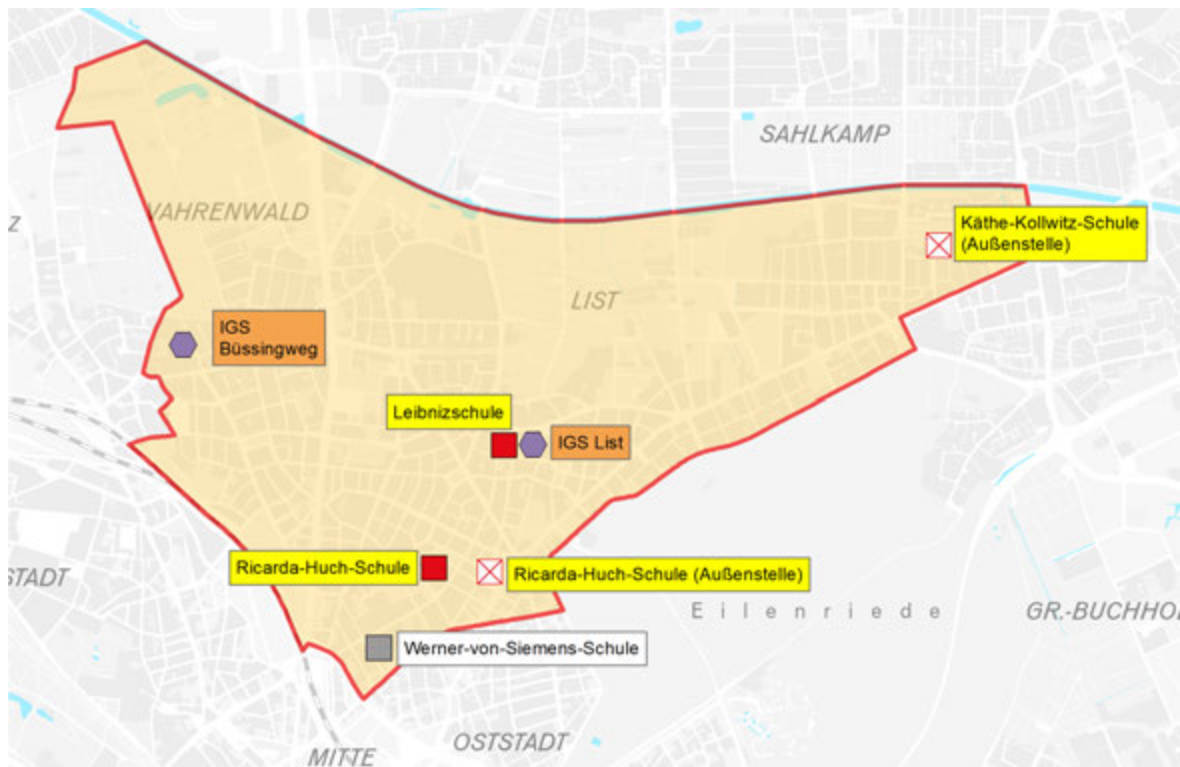 SAHLKAMP
VAHRENWALD
Z
Käthe-Kollwitz-Schule
(Außenstelle)
LIST
IGS
Büssingweg
Leibnizschule
IGS List
Ricarda-Huch-Schule
Ricarda-Huch-Schule (Außenstelle)
STADT
Eilenriede
GR.-BUCHHOL
Werner-von-Siemens-Schule
OSTSTADT
MITTE